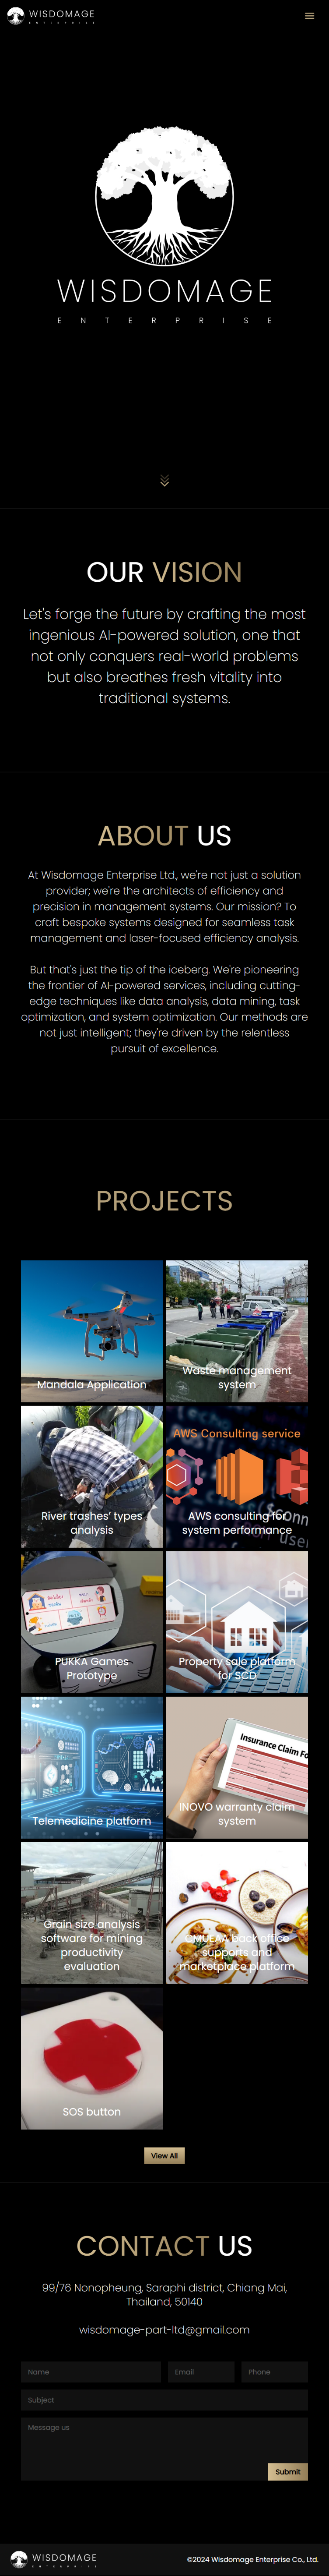 WISDOMAGE
ENTERPRISE
WISDOMAGE
ENTERPRISE
OUR VISION
Let's forge the future by crafting the most
ingenious AI-powered solution, one that
not only conquers real-world problems
but also breathes fresh vitality into
traditional systems.
ABOUT US
At Wisdomage Enterprise Ltd., we're not just a solution
provider; we're the architects of efficiency and
precision in management systems. Our mission? To
craft bespoke systems designed for seamless task
management and laser-focused efficiency analysis.
But that's just the tip of the iceberg. We're pioneering
the frontier of AI-powered services, including cutting-
edge techniques like data analysis, data mining, task
optimization, and system optimization. Our methods are
not just intelligent; they're driven by the relentless
pursuit of excellence.
PROJECTS
Mandala Application
Waste management
system
River trashes' types
analysis
AWS Consulting service
AWS consulting for
system performance
PUKKA Games
Prototype
Property sale platform
for SCD
Telemedicine platform
Insurance Claim Fo
INOVO warranty claim
system
Grain size analysis
software for mining
productivity
evaluation
CMULAA back office
supports and
marketplace platform
SOS button
View All
CONTACT US
99/76 Nonopheung, Saraphi district, Chiang Mai,
Thailand, 50140
wisdomage-part-ltd@gmail.com
Name
Email
Phone
Subject
Message us
Submit
WISDOMAGE
ENTERPRISE
©2024 Wisdomage Enterprise Co., Ltd.